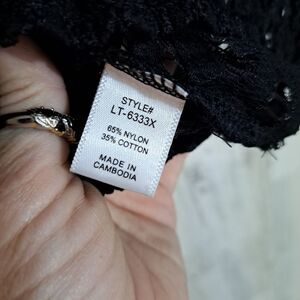 STYLE#
LT-6333X
65% NYLON
35% COTTON
MADE IN
CAMBODIA